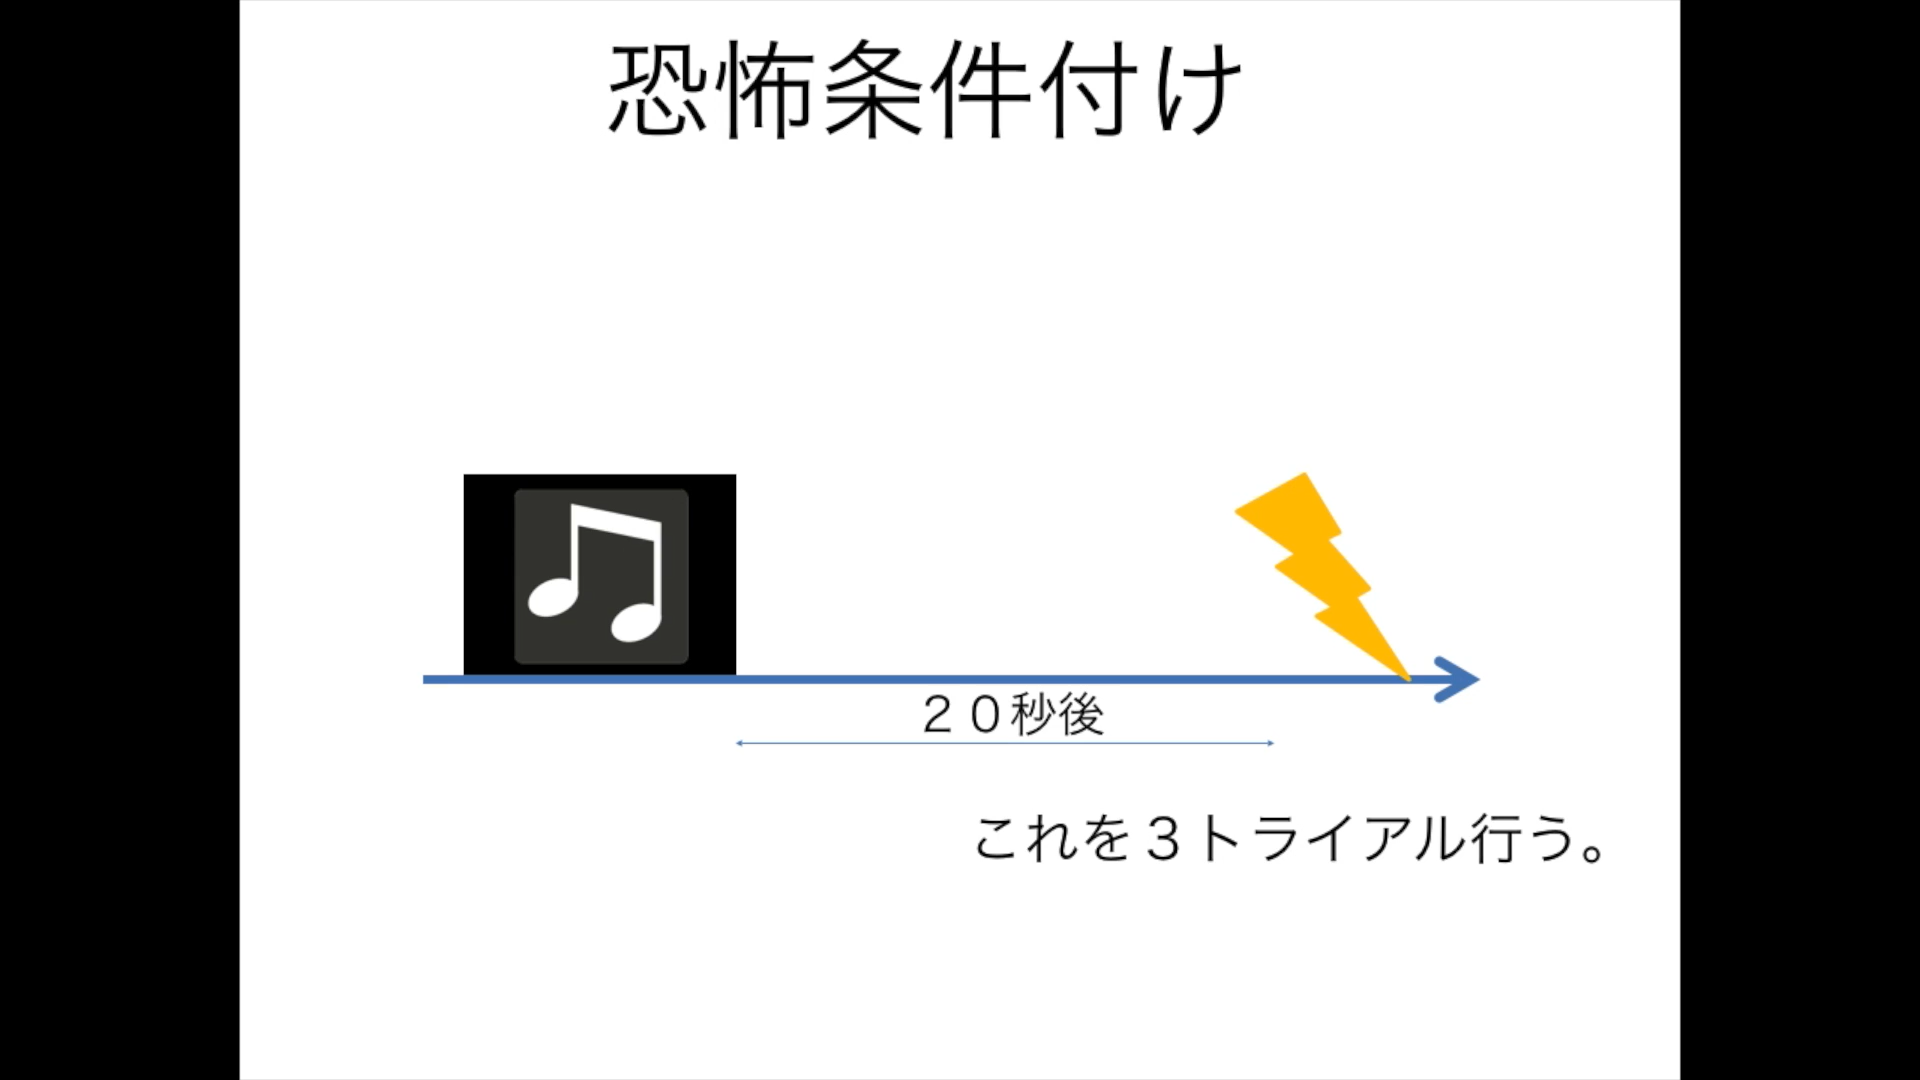 恐怖条件付け
２０秒後
これを３トライアル行う。